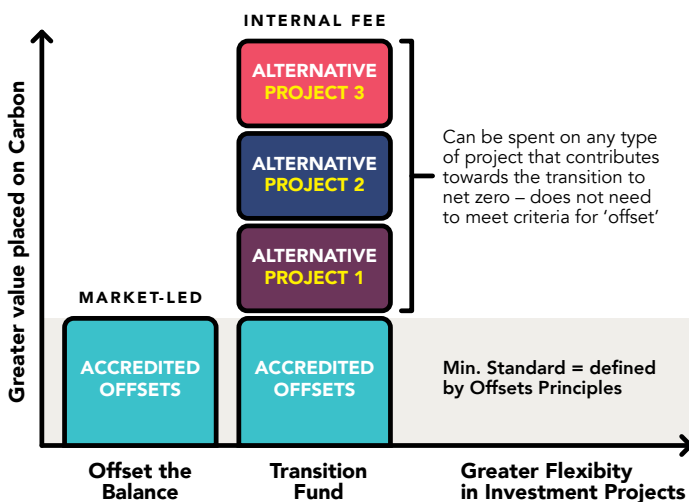 INTERNAL FEE
Greater value placed on Carbon
ALTERNATIVE
PROJECT 3
ALTERNATIVE
PROJECT 2
ALTERNATIVE
PROJECT 1
Can be spent on any type
of project that contributes
towards the transition to
net zero – does not need
to meet criteria for ‘offset’
MARKET-LED
ACCREDITED
OFFSETS
ACCREDITED
OFFSETS
Min. Standard = defined
by Offsets Principles
Offset the
Balance
Transition
Fund
Greater Flexibity
in Investment Projects